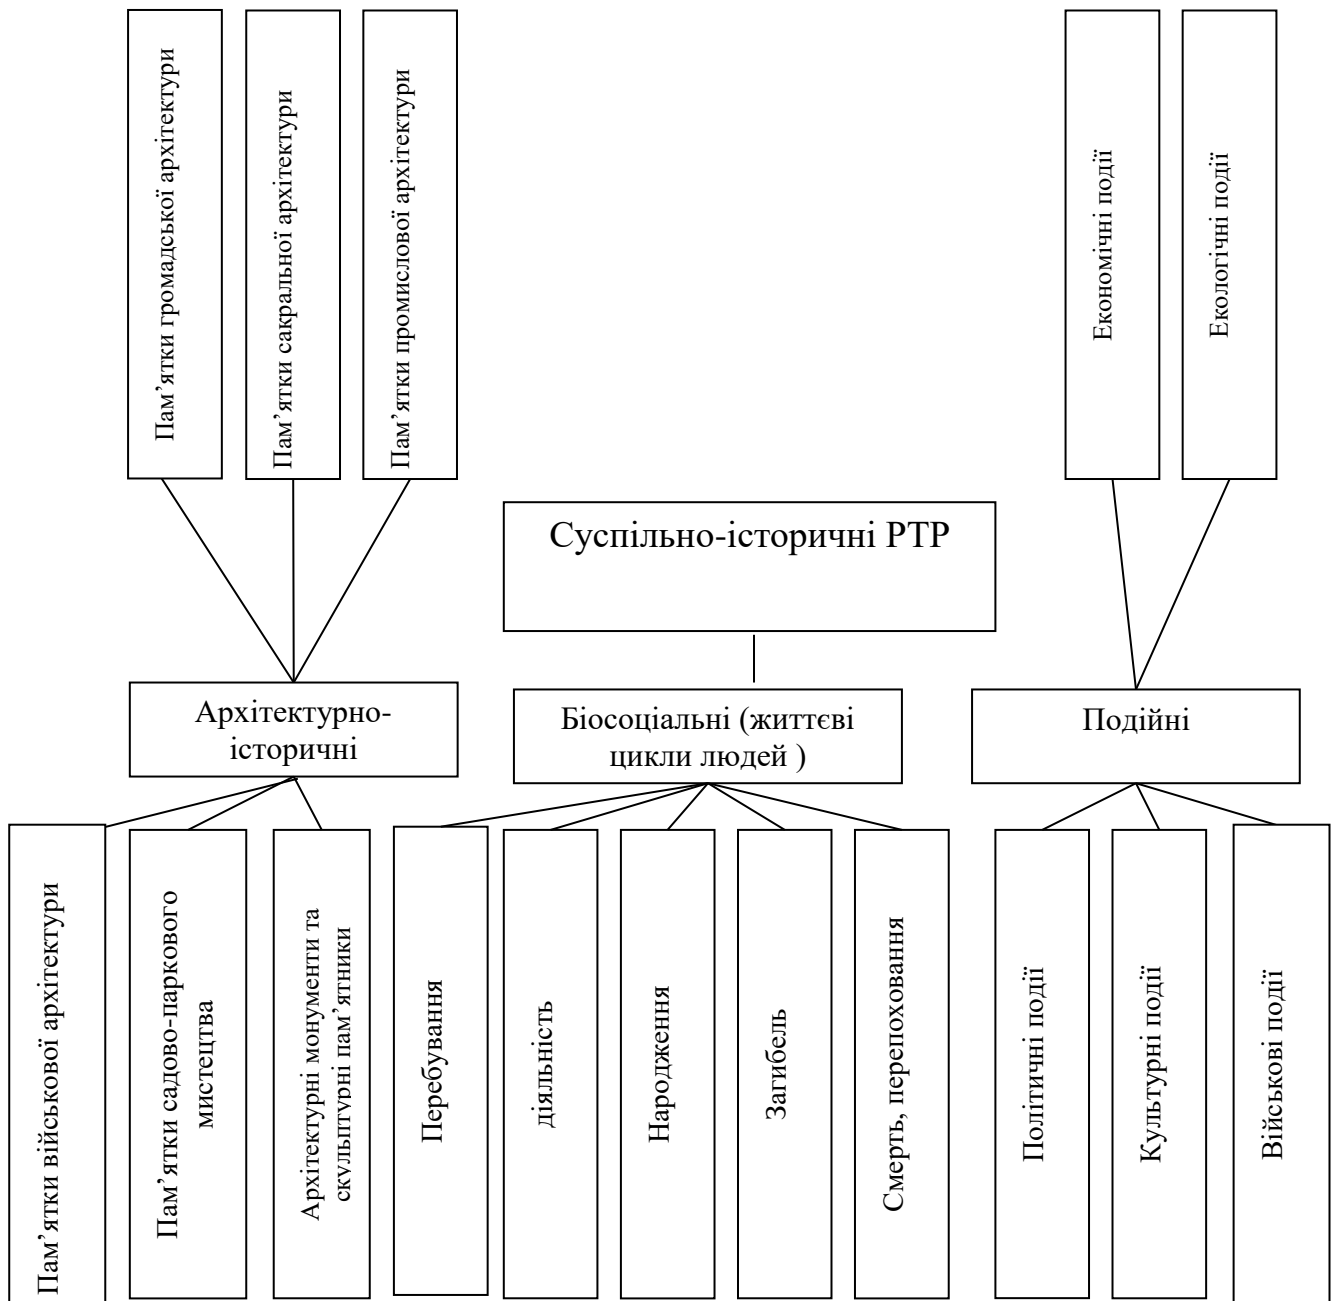 Пам’ятки громадської архітектури
Пам’ятки сакральної архітектури
Пам’ятки промислової архітектури
Економічні події
Екологічні події
Суспільно-історичні РТР
Архітектурно-
історичні
Біосоціальні (життєві
цикли людей )
Подійні
Пам’ятки військової архітектури
Пам’ятки садово-паркового
мистецтва
Архітектурні монументи та
скульптурні пам’ятники
Перебування
діяльність
Народження
Загибель
Смерть, перепоховання
Політичні події
Культурні події
Військові події